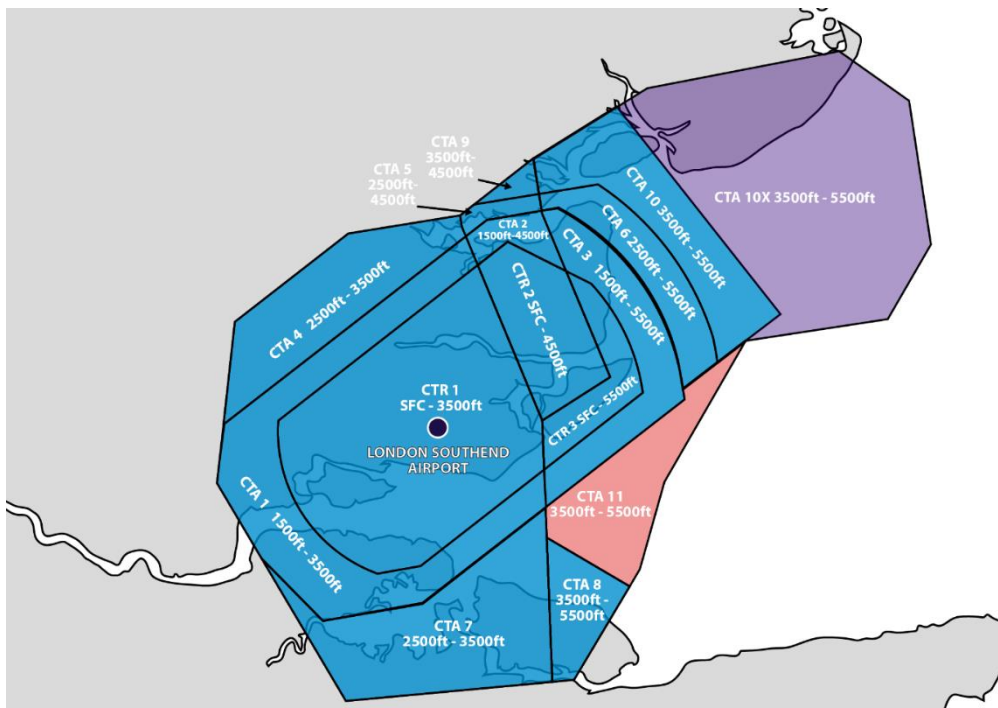 CTA 9
3500ft-
4500ft
CTA 5
2500ft-
4500ft
CTA 10 3500ft - 5500ft
CTA 10X 3500ft - 5500ft
CTA 2
1500ft-4500ft
CTA 6 2500ft - 5500ft
CTA 3 1500ft - 5500ft
CTA 4 2500ft - 3500ft
CTR 2 SFC - 4500ft
CTR 1
SFC - 3500ft
LONDON SOUTHEND
AIRPORT
CTR 3 SFC - 5500ft
CTA 11
3500ft - 5500ft
CTA 1 1500ft - 3500ft
CTA 8
3500ft -
5500ft
CTA 7
2500ft - 3500ft